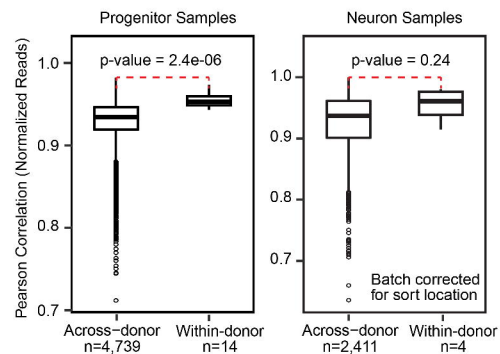 Progenitor Samples
Neuron Samples
Pearson Correlation (Normalized Reads)
p-value = 2.4e-06
1.0
0.9
0.8
0.7
Across-donor
n=4,739
Within-donor
n=14
p-value = 0.24
1.0
0.9
0.8
0.7
Batch corrected
for sort location
Across-donor
n=2,411
Within-donor
n=4